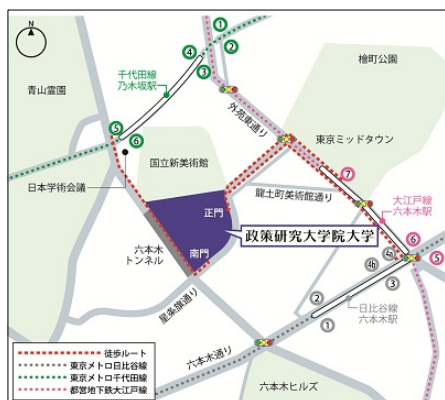 N
①
②
③
④
千代田線
乃木坂駅
⑤
⑥
青山霊園
日本学術会議
国立新美術館
外苑東通り
檜町公園
東京ミッドタウン
⑦
龍土町美術館通り
大江戸線
六本木駅
正門
政策研究大学院大学
南門
六本木
トンネル
星条旗通り
⑥
⑤
4a
4b
③
②
①
日比谷線
六本木駅
六本木通り
六本木ヒルズ
徒歩ルート
東京メトロ日比谷線
東京メトロ千代田線
都営地下鉄大江戸線